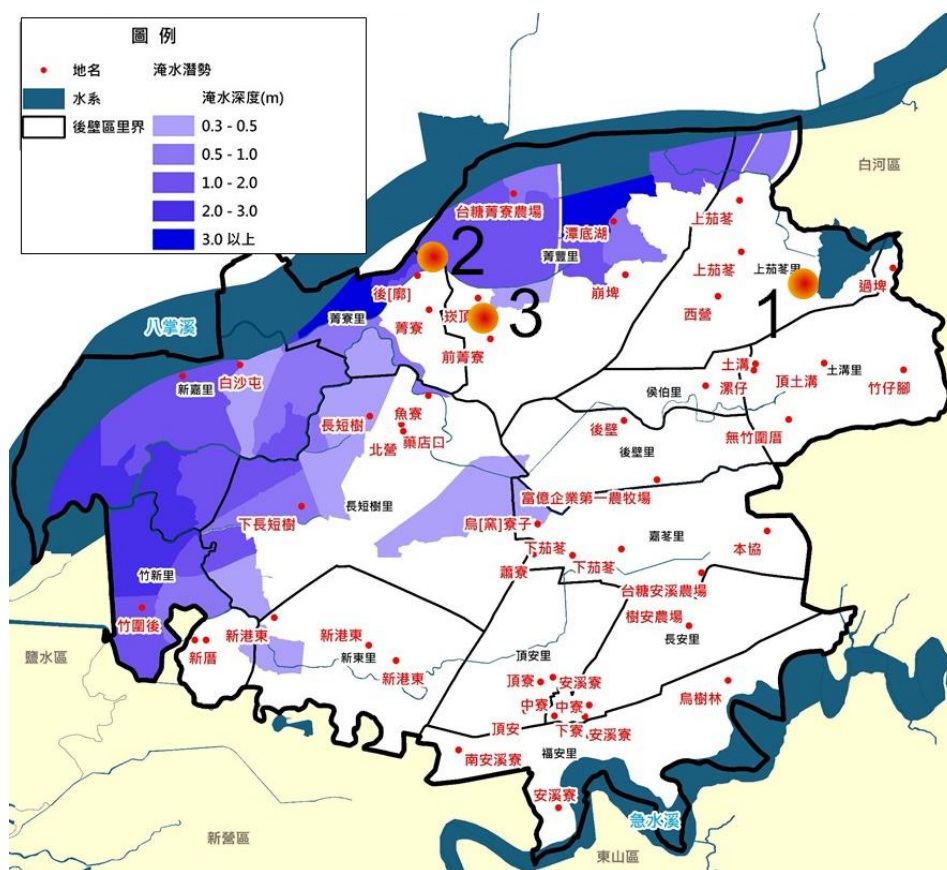 圖 例
地名
水系
後壁區里界
淹水潛勢
淹水深度(m)
0.3 - 0.5
0.5 - 1.0
1.0 - 2.0
2.0 - 3.0
3.0 以上
白河區
台糖菁寮農場
上茄苳
潭底湖
2
菁豐里
上茄苳
上茄苳里
1
後[廓]
崩埤
過埤
菁寮里
菁寮
崁頂
3
西營
八掌溪
前菁寮
新嘉里
白沙屯
土溝
頂土溝
土溝里
侯伯里
漯仔
竹仔腳
魚寮
長短樹
北營
藥店口
後壁
無竹圍厝
後壁里
富億企業第一農牧場
長短樹里
下長短樹
烏[窯]寮子
嘉苳里
本協
下茄苳
蕭寮
下茄苳
竹新里
台糖安溪農場
竹圍後
樹安農場
長安里
新港東
新港東
新厝
新東里
新港東
鹽水區
頂安里
頂寮
安溪寮
烏樹林
中寮
中寮
頂安
下寮
安溪寮
福安里
南安溪寮
安溪寮
急水溪
新營區
東山區